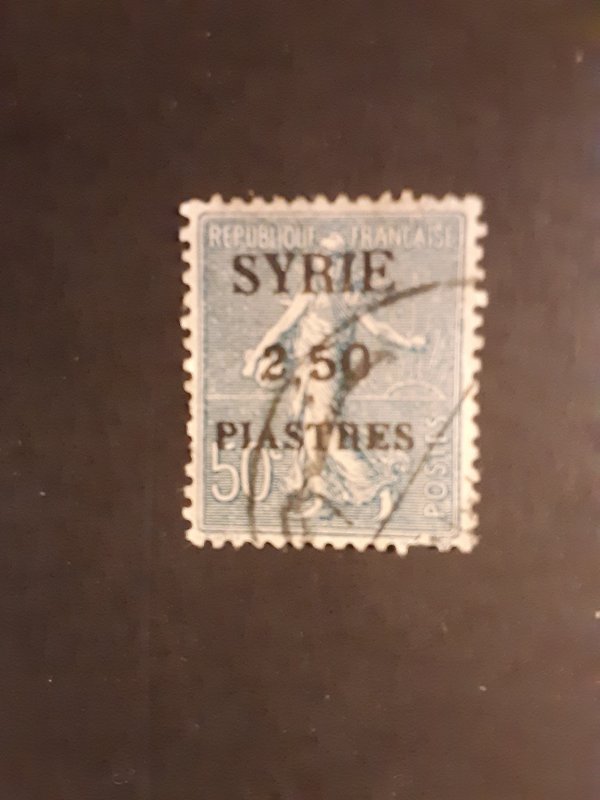 REPUBLIQUE FRANÇAISE
SYRIE
2,50
PIASTRES
50c
POSTES